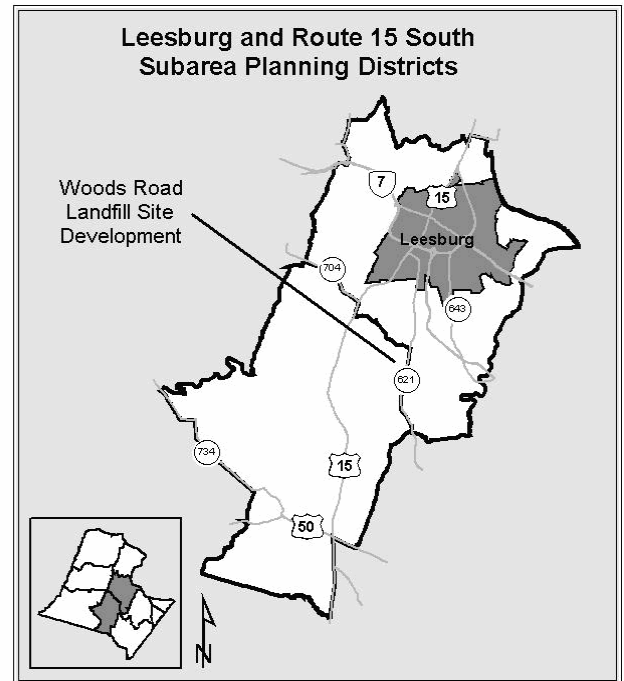 Leesburg and Route 15 South
Subarea Planning Districts
Woods Road
Landfill Site
Development
7
15
Leesburg
704
643
621
734
15
50
N